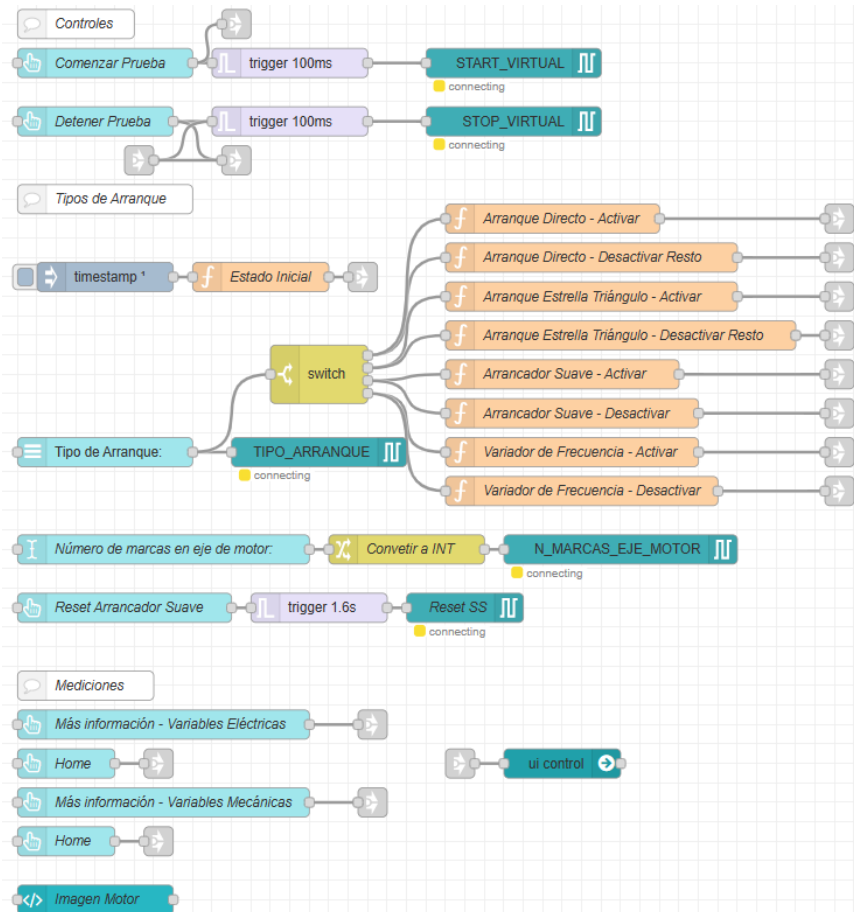 Controles
Comenzar Prueba
trigger 100ms
START_VIRTUAL
connecting
Detener Prueba
trigger 100ms
STOP_VIRTUAL
connecting
Tipos de Arranque
Arranque Directo - Activar
Arranque Directo - Desactivar Resto
timestamp ¹
Estado Inicial
Arranque Estrella Triángulo - Activar
Arranque Estrella Triángulo - Desactivar Resto
switch
Arrancador Suave - Activar
Arrancador Suave - Desactivar
Tipo de Arranque:
TIPO_ARRANQUE
connecting
Variador de Frecuencia - Activar
Variador de Frecuencia - Desactivar
Número de marcas en eje de motor:
Convetir a INT
N_MARCAS_EJE_MOTOR
connecting
Reset Arrancador Suave
trigger 1.6s
Reset SS
connecting
Mediciones
Más información - Variables Eléctricas
Home
ui control
Más información - Variables Mecánicas
Home
Imagen Motor